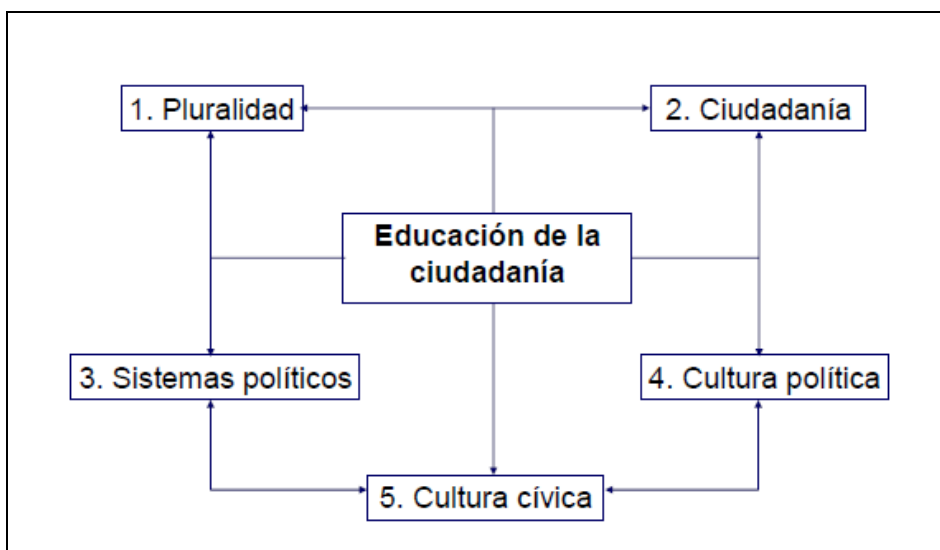 1. Pluralidad
2. Ciudadanía
Educación de la
ciudadanía
3. Sistemas políticos
4. Cultura política
5. Cultura cívica